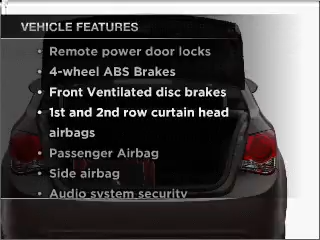 VEHICLE FEATURES
• Remote power door locks
• 4-wheel ABS Brakes
• Front Ventilated disc brakes
• 1st and 2nd row curtain head
airbags
• Passenger Airbag
• Side airbag
• Audio system security